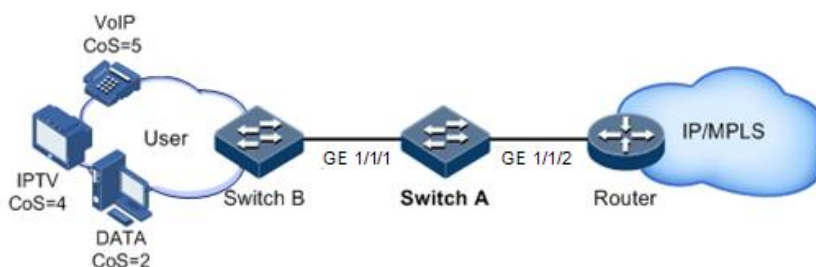 VoIP
CoS=5
User
IP/MPLS
GE 1/1/1
GE 1/1/2
IPTV
CoS=4
Switch B
Switch A
Router
DATA
CoS=2